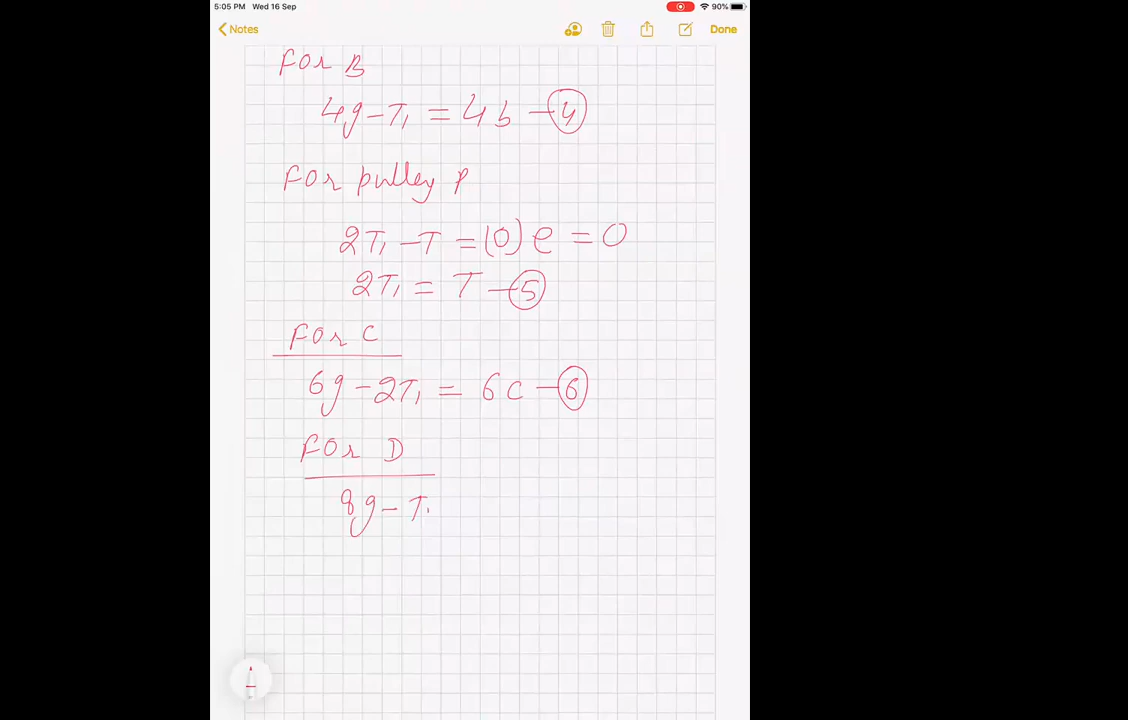 5:05 PM Wed 16 Sep 90%
Notes Done
For B
4g - T₁ = 4b - ④
For pulley P
2T₁ - T = (0) e = 0
2T₁ = T - ⑤
For C
6g - 2T₁ = 6c - ⑥
For D
8g - T₁